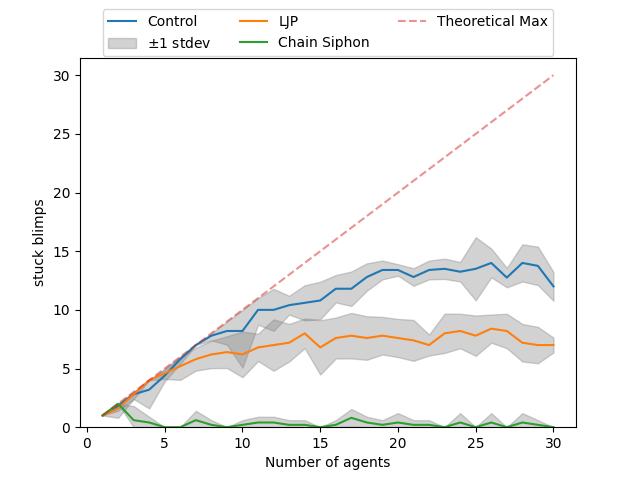 Control LJP Theoretical Max
±1 stdev Chain Siphon
30
25
20
15
10
5
0
stuck blimps
0 5 10 15 20 25 30
Number of agents